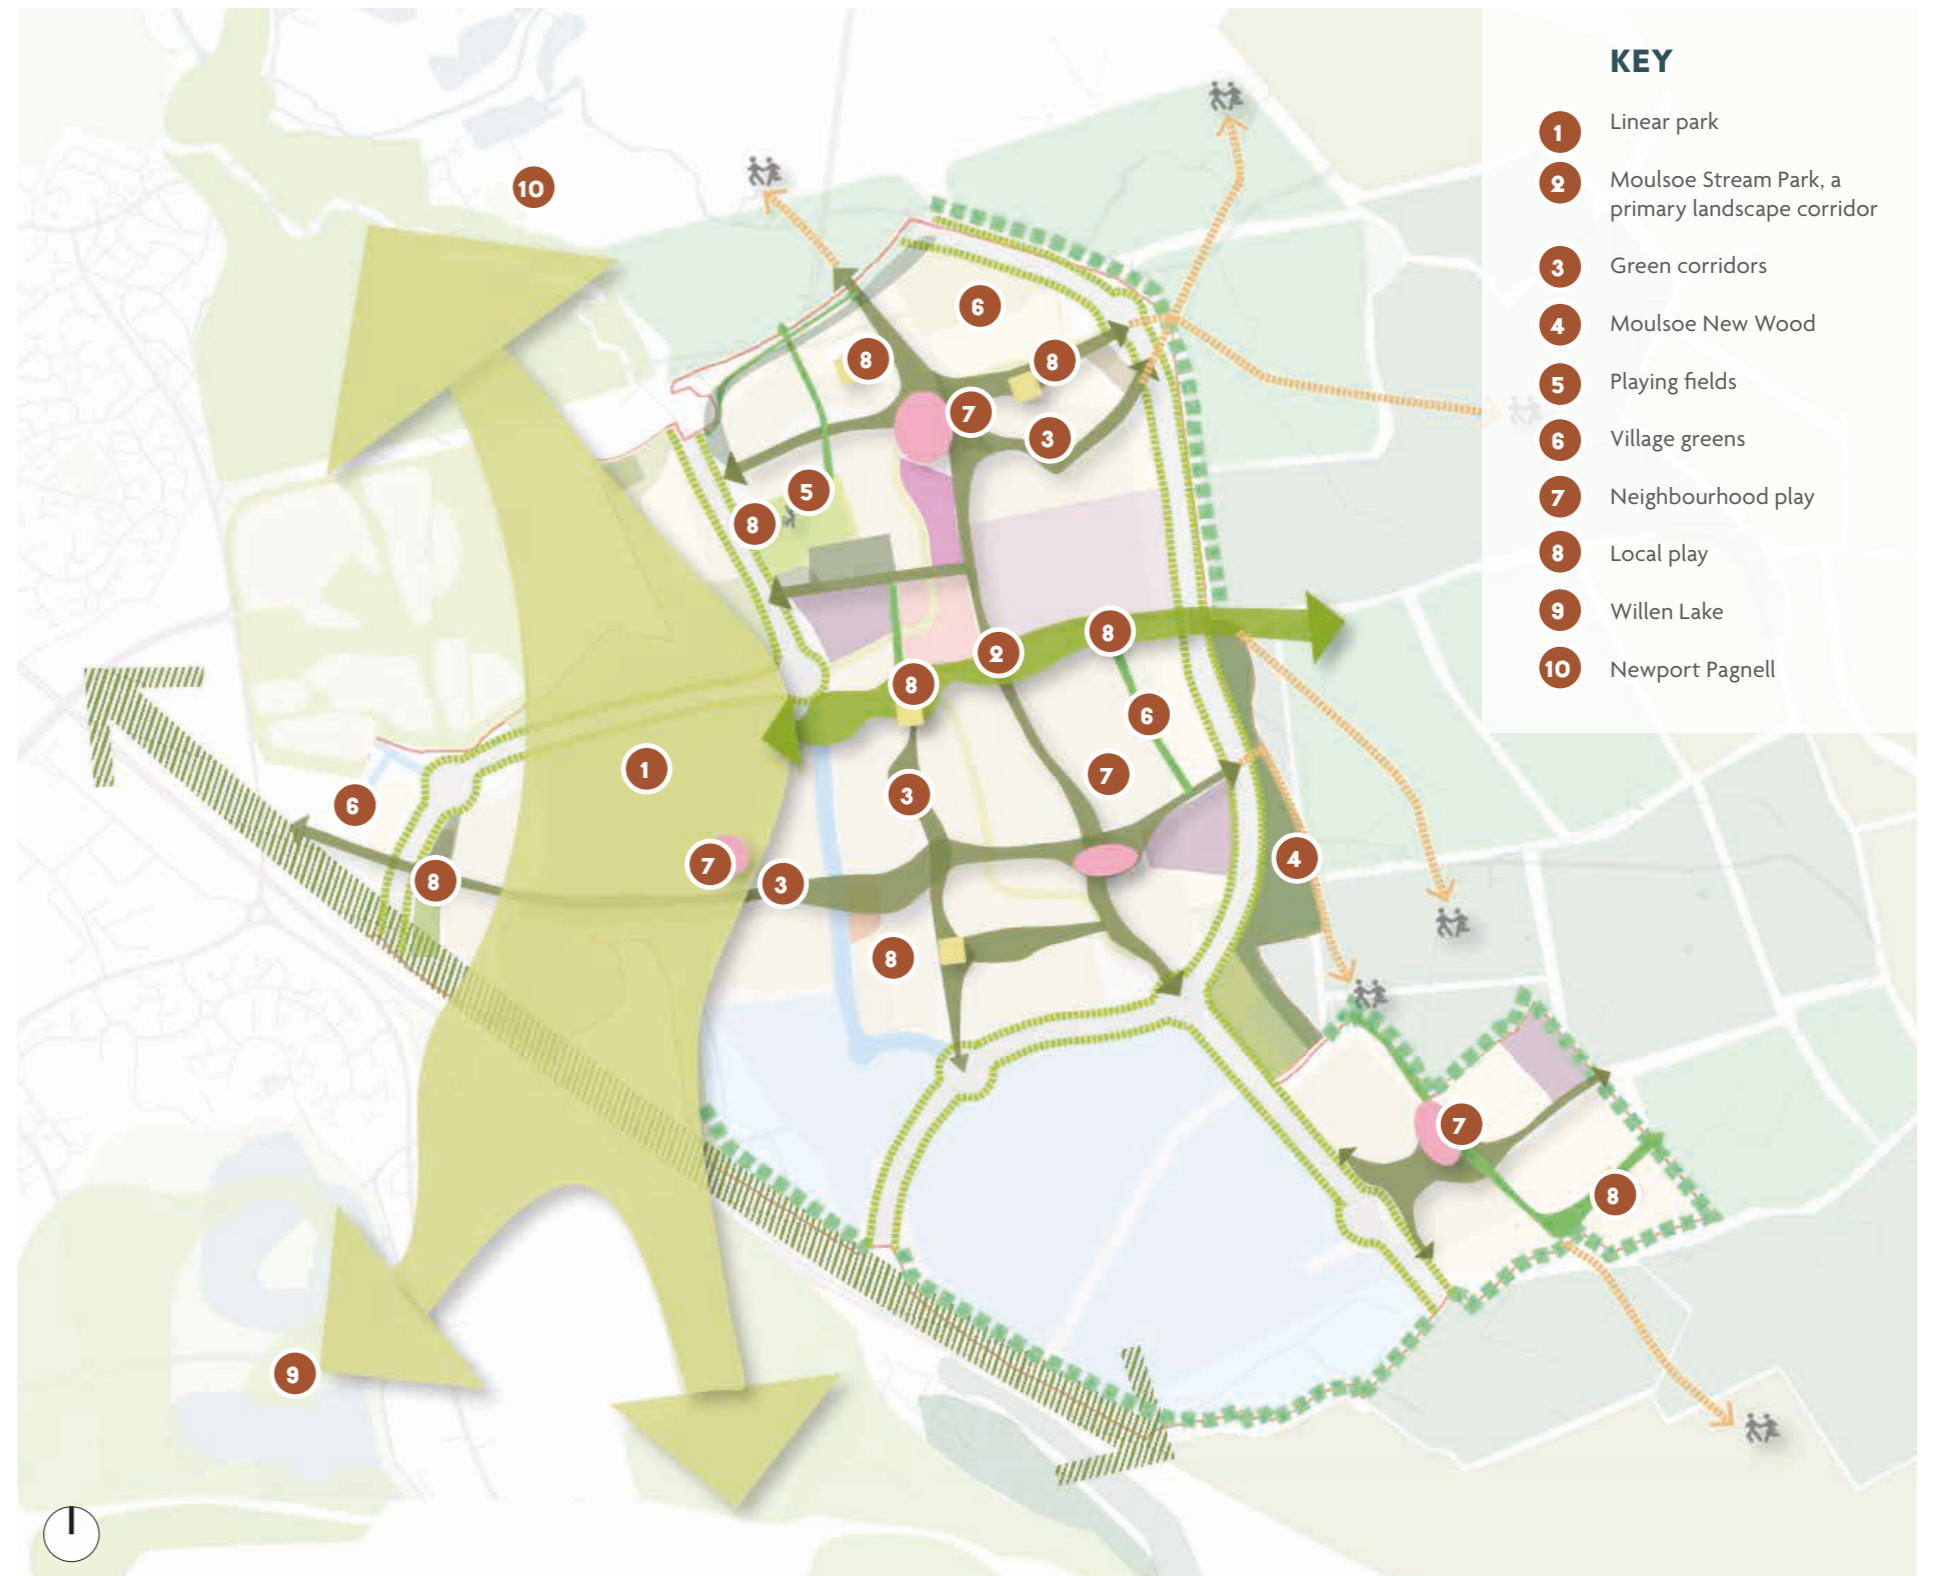 KEY
1 Linear park
2 Moulsoe Stream Park, a
primary landscape corridor
3 Green corridors
4 Moulsoe New Wood
5 Playing fields
6 Village greens
7 Neighbourhood play
8 Local play
9 Willen Lake
10 Newport Pagnell
10
6
8
8
7
3
5
8
8
2
8
6
1
7
3
6
4
7
3
8
8
7
8
9